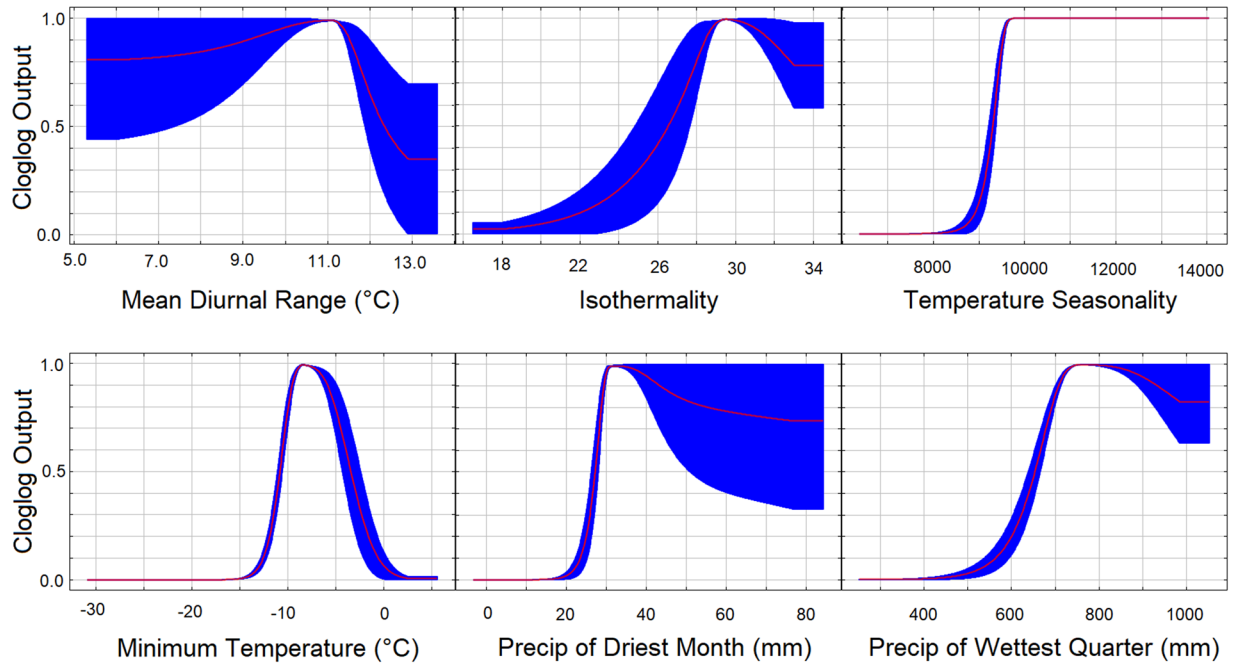 Cloglog Output
1.0
0.5
0.0
5.0 7.0 9.0 11.0 13.0
Mean Diurnal Range (°C)
18 22 26 30 34
Isothermality
8000 10000 12000 14000
Temperature Seasonality
Cloglog Output
1.0
0.5
0.0
-30 -20 -10 0
Minimum Temperature (°C)
0 20 40 60 80
Precip of Driest Month (mm)
400 600 800 1000
Precip of Wettest Quarter (mm)